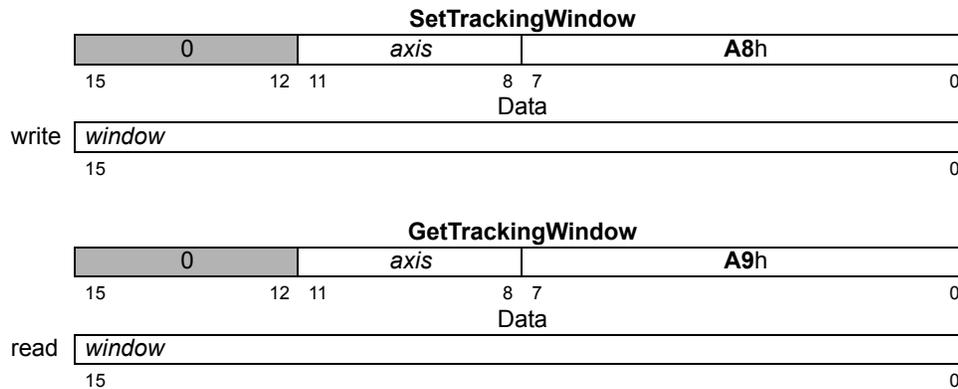 SetTrackingWindow
0 axis A8h
15 12 11 8 7 0
Data
write window
15 0
GetTrackingWindow
0 axis A9h
15 12 11 8 7 0
Data
read window
15 0